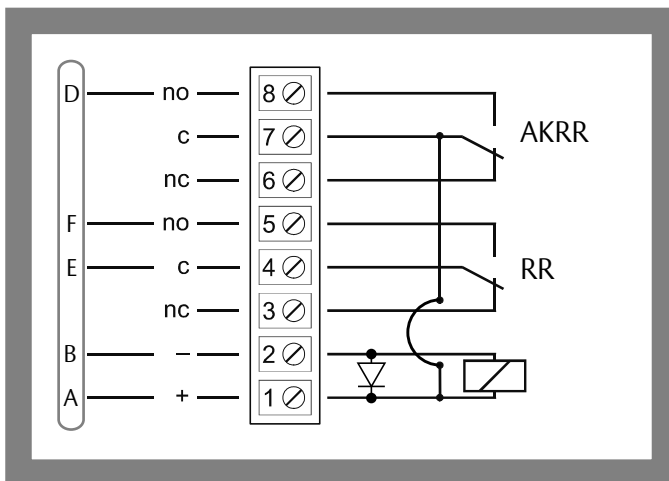 D no 8
c 7 AKRR
nc 6
F no 5
E c 4 RR
nc 3
B – 2
A + 1